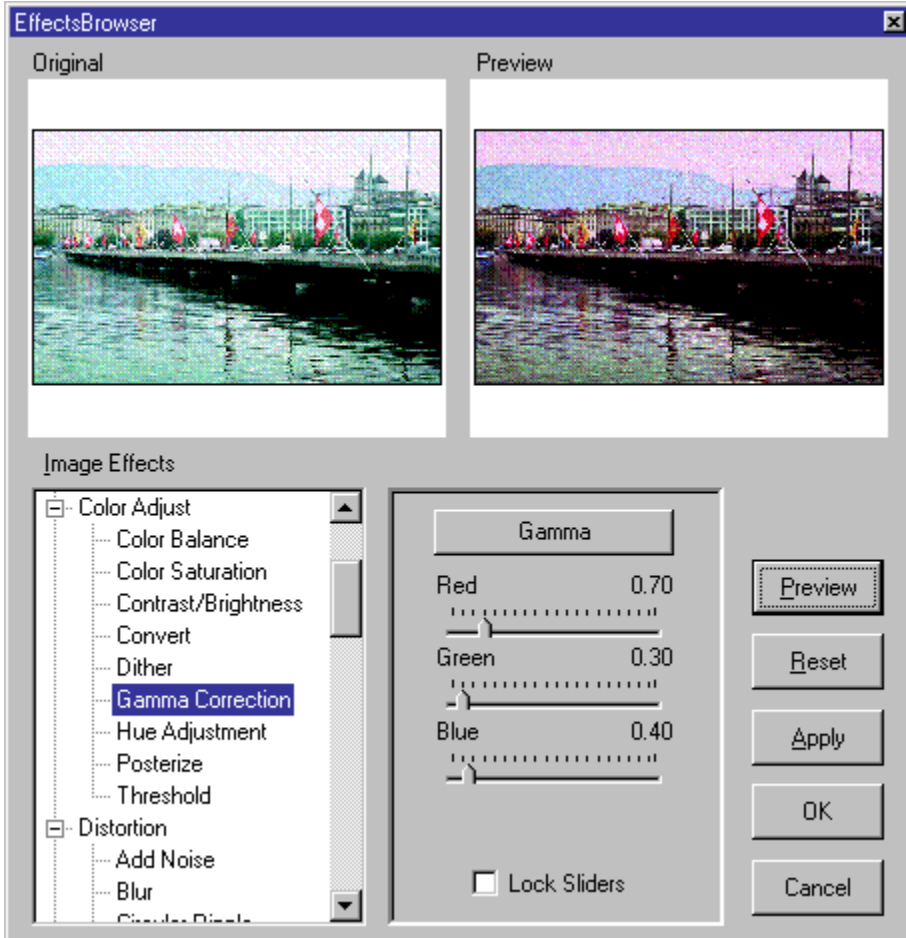 EffectsBrowser
Original
Preview
Image Effects
Color Adjust
Color Balance
Color Saturation
Contrast/Brightness
Convert
Dither
Gamma Correction
Hue Adjustment
Posterize
Threshold
Distortion
Add Noise
Blur
Gamma
Red 0.70
Green 0.30
Blue 0.40
Lock Sliders
Preview
Reset
Apply
OK
Cancel